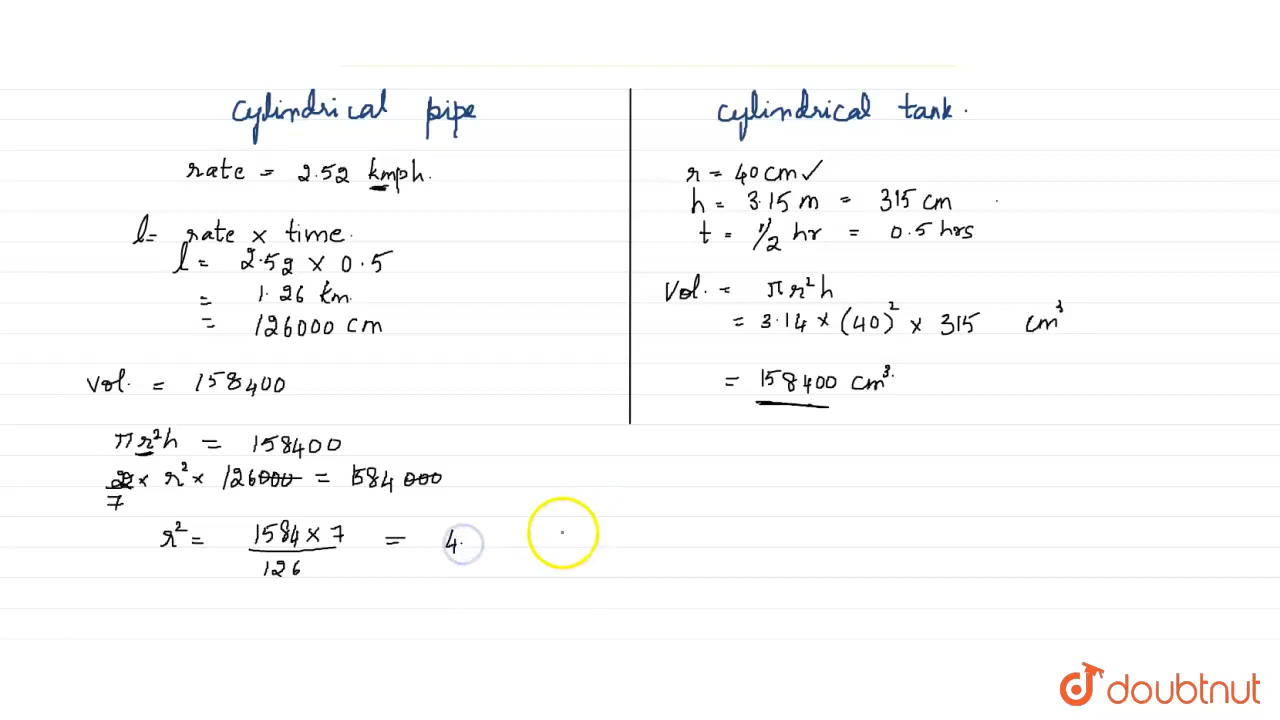 cylindrical pipe
rate = 2.52 kmph.
l = rate × time.
l = 2.52 × 0.5
= 1.26 km.
= 126000 cm
vol. = 158400
πr²h = 158400
22/7 × r² × 126000 = 1584000
r² = 1584 × 7 / 126 = 4.
cylindrical tank.
r = 40 cm ✓
h = 3.15 m = 315 cm
t = 1/2 hr = 0.5 hrs
Vol. = πr²h
= 3.14 × (40)² × 315 cm³
= 158400 cm³.
doubtnut